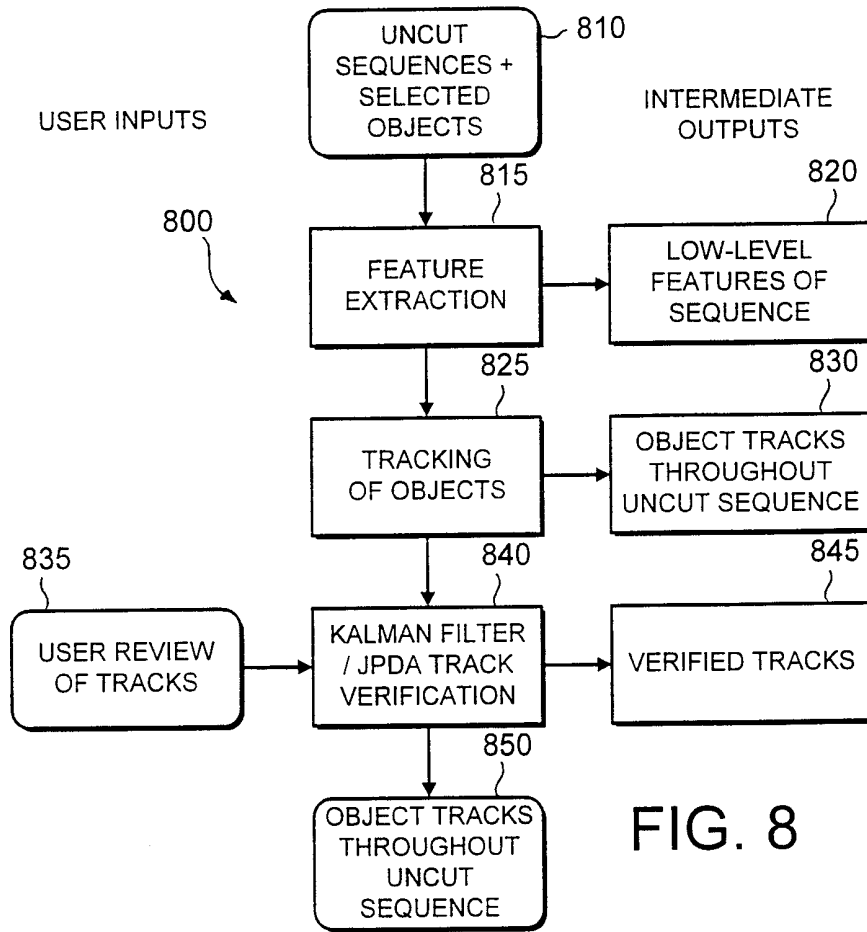 UNCUT
SEQUENCES +
SELECTED
OBJECTS
810
USER INPUTS
INTERMEDIATE
OUTPUTS
815
820
800
FEATURE
EXTRACTION
LOW-LEVEL
FEATURES OF
SEQUENCE
825
830
TRACKING
OF OBJECTS
OBJECT TRACKS
THROUGHOUT
UNCUT SEQUENCE
835
840
845
USER REVIEW
OF TRACKS
KALMAN FILTER
/ JPDA TRACK
VERIFICATION
VERIFIED TRACKS
850
OBJECT TRACKS
THROUGHOUT
UNCUT
SEQUENCE
FIG. 8